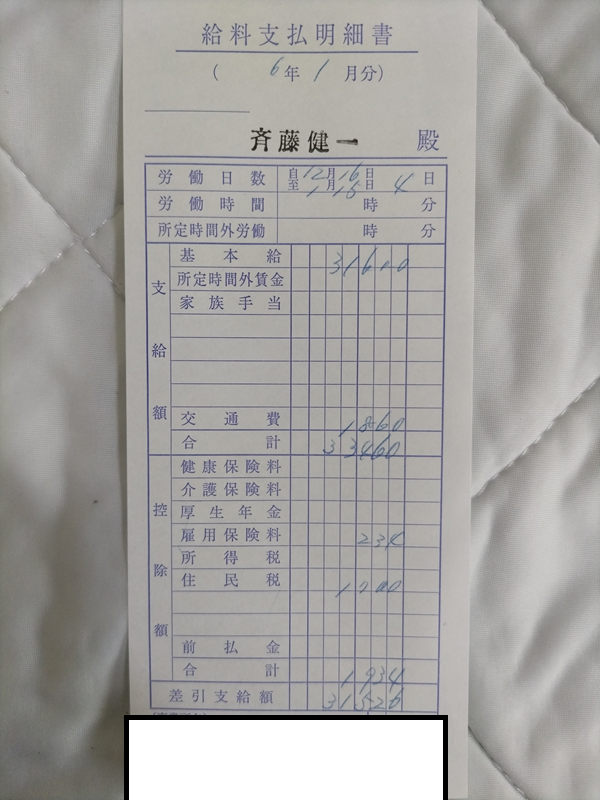 給料支払明細書
( 6年 1月分)
斉藤健一 殿
労働日数 自12月16日 至1月15日 4日
労働時間 時 分
所定時間外労働 時 分
支給額
基本給 31600
所定時間外賃金
家族手当
交通費 1860
合計 33460
控除額
健康保険料
介護保険料
厚生年金
雇用保険料 234
所得税
住民税 1700
前払金
合計 1934
差引支給額 31526